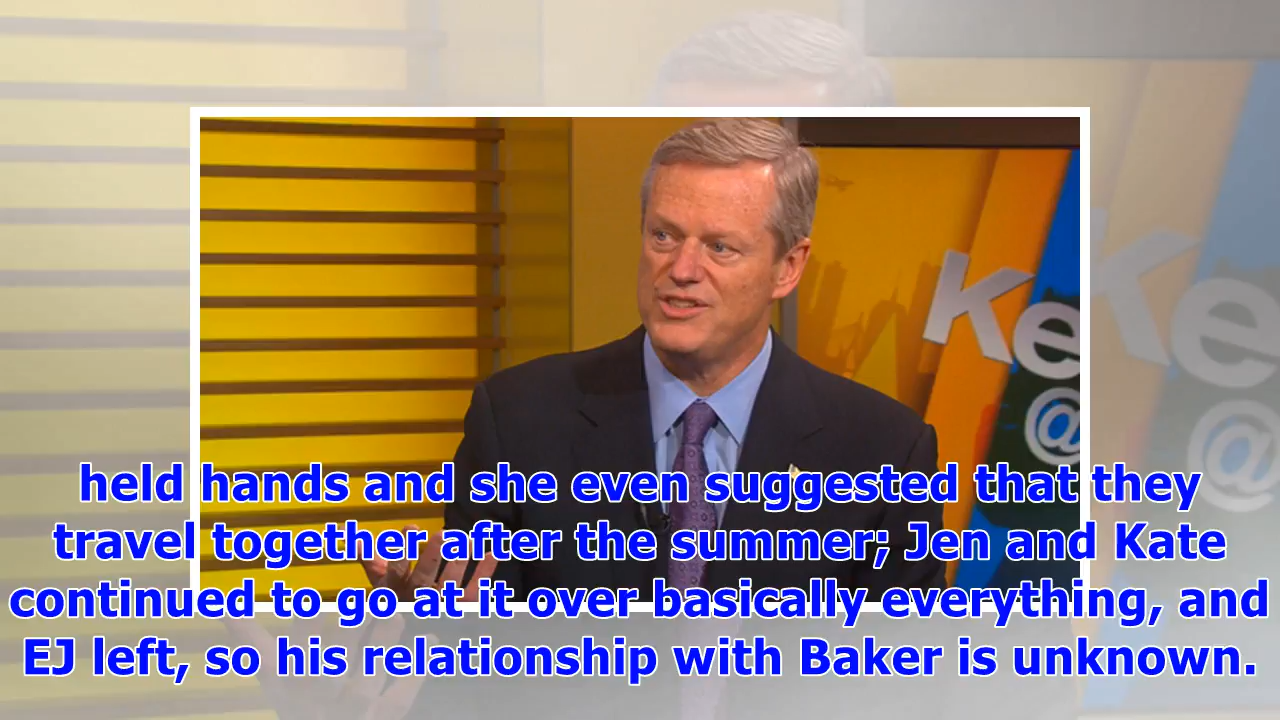 Ke
@
held hands and she even suggested that they
travel together after the summer; Jen and Kate
continued to go at it over basically everything, and
EJ left, so his relationship with Baker is unknown.